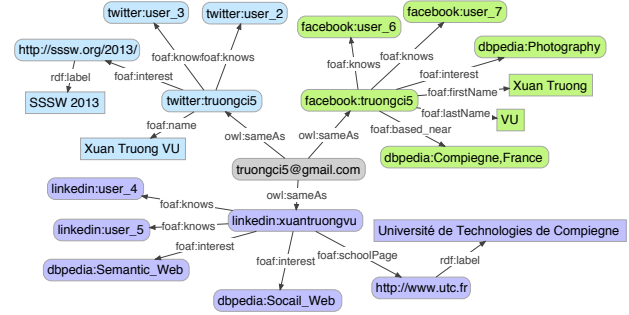 twitter:user_3
twitter:user_2
facebook:user_7
facebook:user_6
http://sssw.org/2013/
foaf:knows
foaf:knows
foaf:knows
foaf:knows
dbpedia:Photography
foaf:interest
foaf:interest
rdf:label
SSSW 2013
twitter:truongci5
facebook:truongci5
foaf:firstName
Xuan Truong
foaf:lastName
VU
foaf:name
foaf:based_near
owl:sameAs
owl:sameAs
Xuan Truong VU
dbpedia:Compiegne,France
truongci5@gmail.com
linkedin:user_4
owl:sameAs
foaf:knows
linkedin:xuantruongvu
linkedin:user_5
foaf:knows
Université de Technologies de Compiegne
foaf:interest
foaf:interest
foaf:schoolPage
rdf:label
dbpedia:Semantic_Web
http://www.utc.fr
dbpedia:Socail_Web